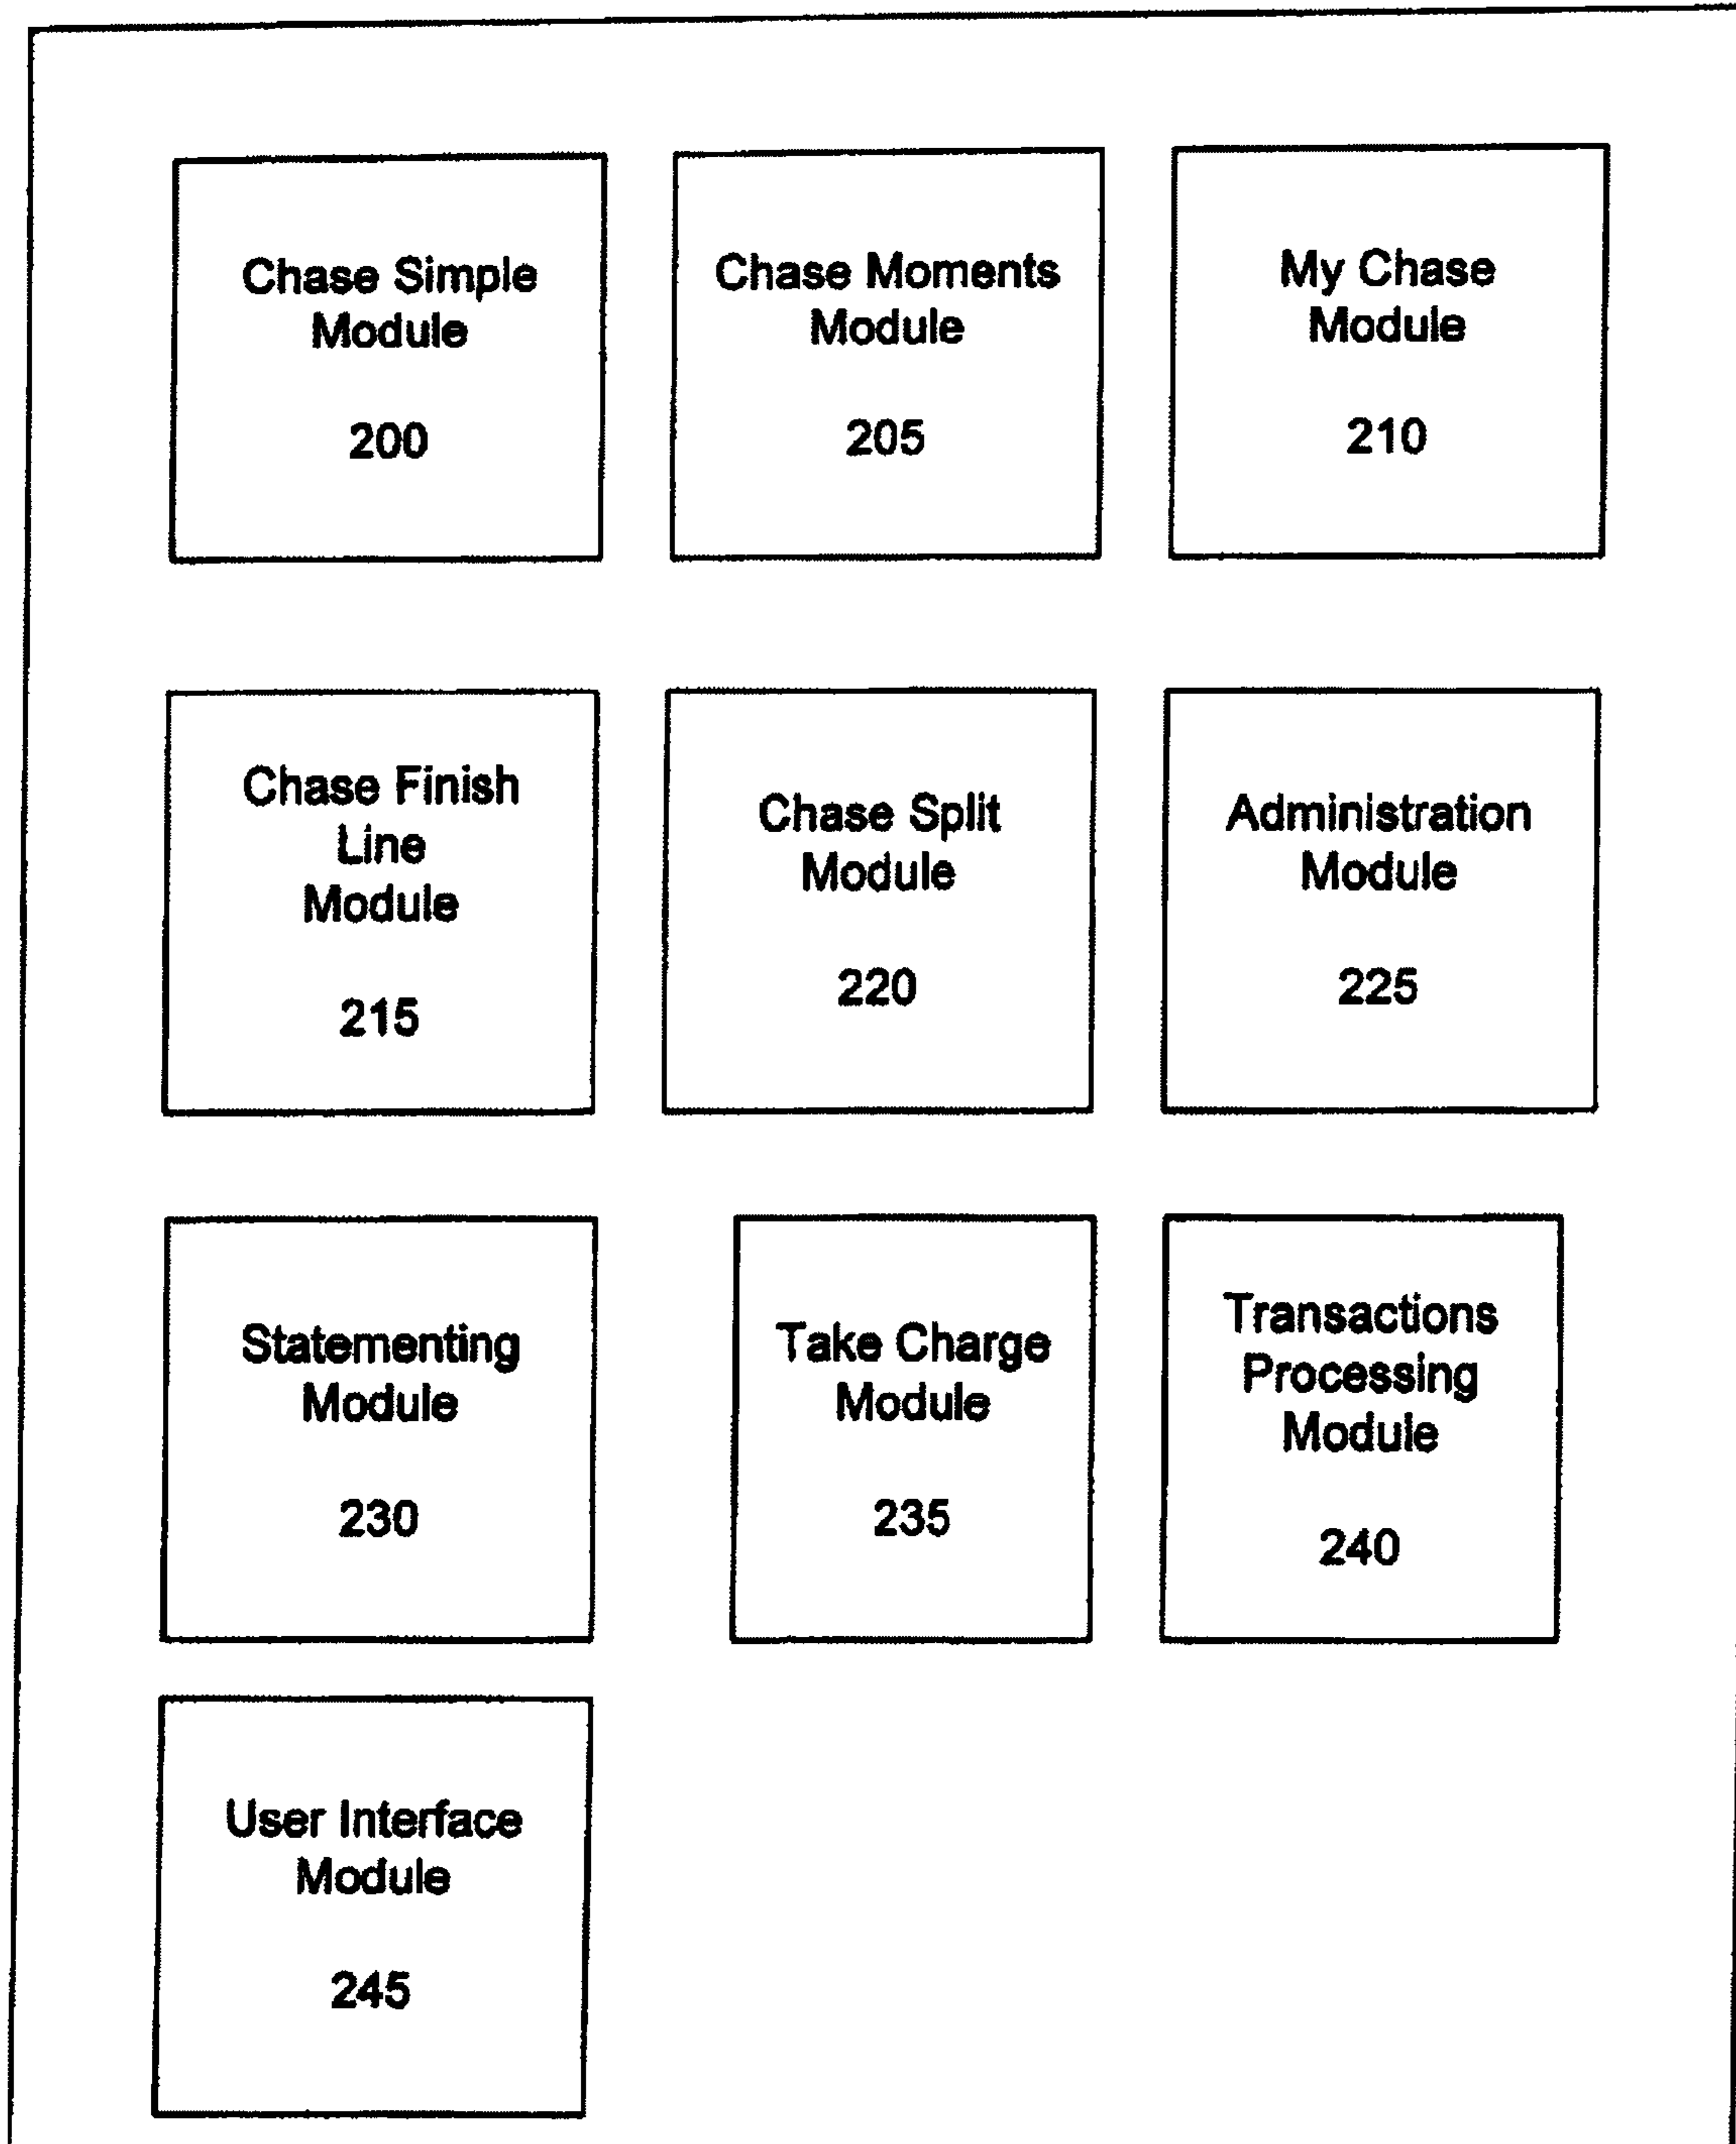 Chase Simple
Module
200
Chase Moments
Module
205
My Chase
Module
210
Chase Finish
Line
Module
215
Chase Split
Module
220
Administration
Module
225
Statementing
Module
230
Take Charge
Module
235
Transactions
Processing
Module
240
User Interface
Module
245